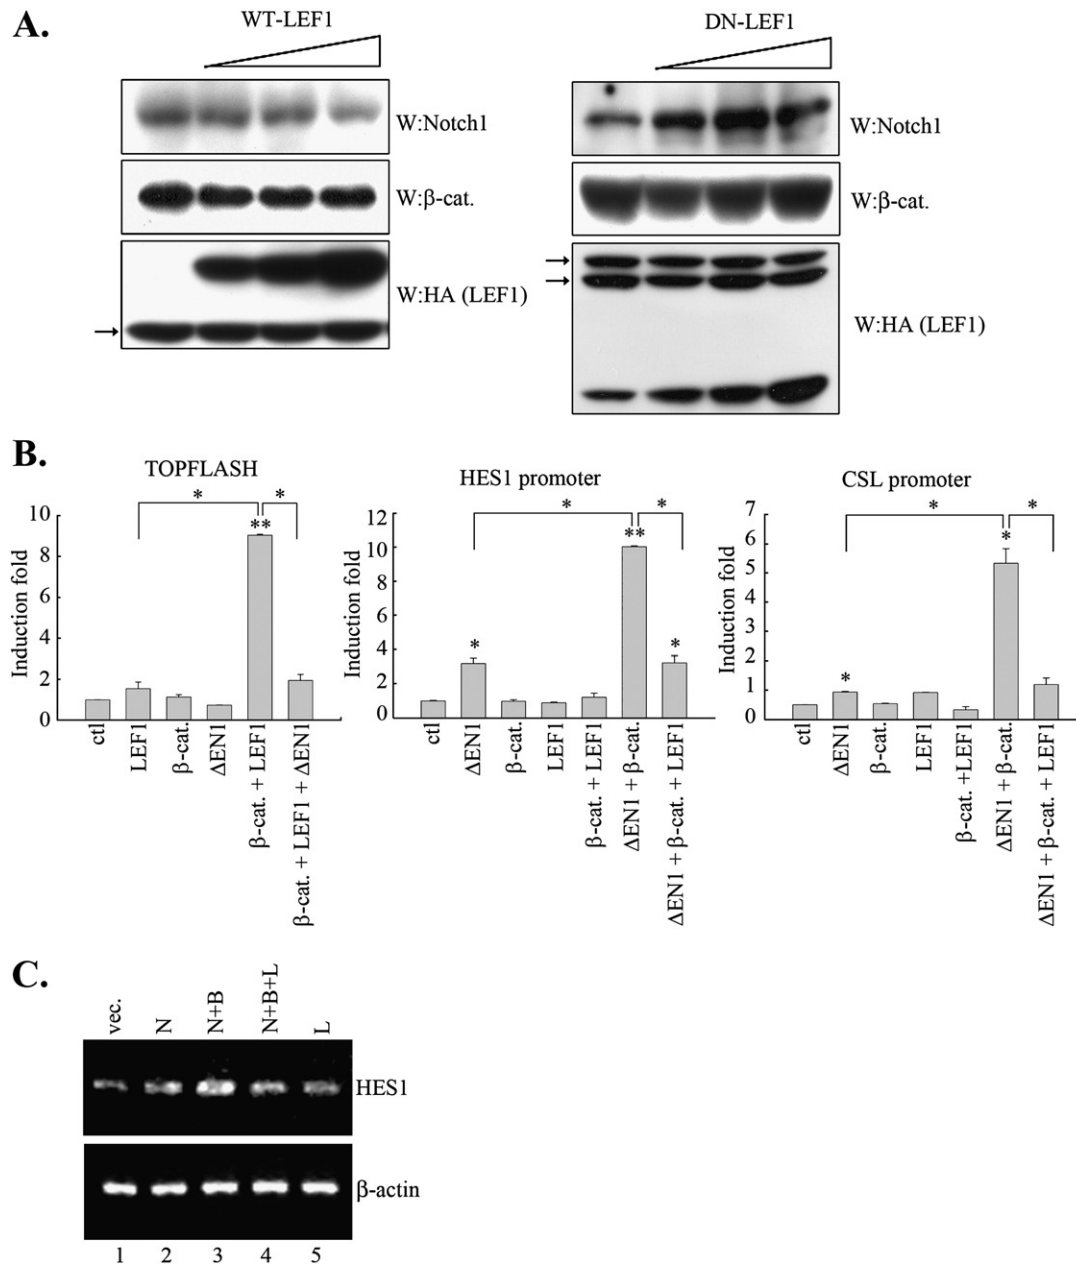 A.
WT-LEF1
W:Notch1
W:β-cat.
W:HA (LEF1)
DN-LEF1
W:Notch1
W:β-cat.
W:HA (LEF1)
B.
TOPFLASH
Induction fold
10
8
6
4
2
0
*
*
**
ctl
LEF1
β-cat.
ΔEN1
β-cat. + LEF1
β-cat. + LEF1 + ΔEN1
HES1 promoter
Induction fold
12
10
8
6
4
2
0
*
*
*
**
*
ctl
ΔEN1
β-cat.
LEF1
β-cat. + LEF1
ΔEN1 + β-cat.
ΔEN1 + β-cat. + LEF1
CSL promoter
Induction fold
7
6
5
4
3
2
1
0
*
*
*
*
ctl
ΔEN1
β-cat.
LEF1
β-cat. +LEF1
ΔEN1 + β-cat.
ΔEN1 + β-cat. + LEF1
C.
vec.
N
N+B
N+B+L
L
HES1
β-actin
1 2 3 4 5